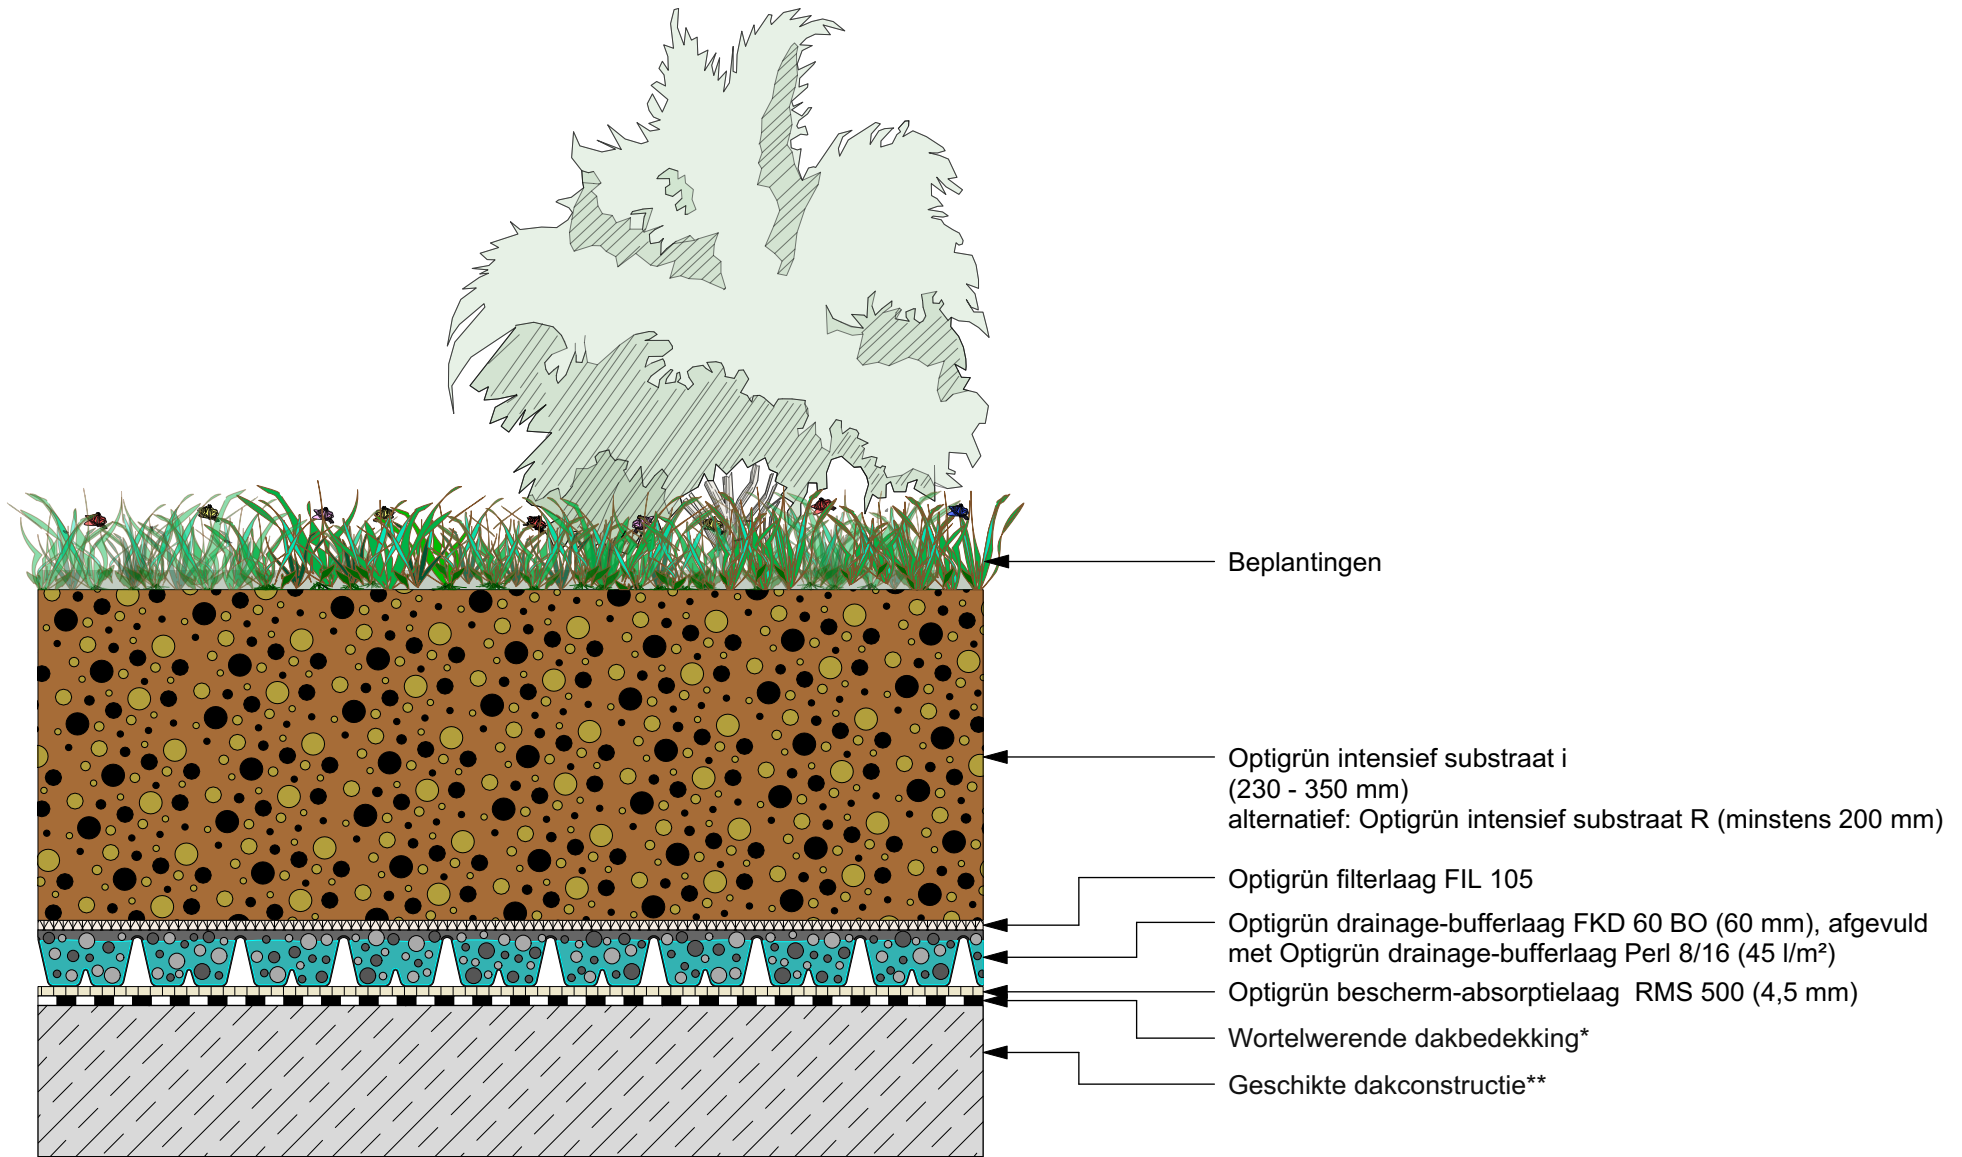 Beplantingen
Optigrün intensief substraat i
(230 - 350 mm)
alternatief: Optigrün intensief substraat R (minstens 200 mm)
Optigrün filterlaag FIL 105
Optigrün drainage-bufferlaag FKD 60 BO (60 mm), afgevuld
met Optigrün drainage-bufferlaag Perl 8/16 (45 l/m²)
Optigrün bescherm-absorptielaag  RMS 500 (4,5 mm)
Wortelwerende dakbedekking*
Geschikte dakconstructie**